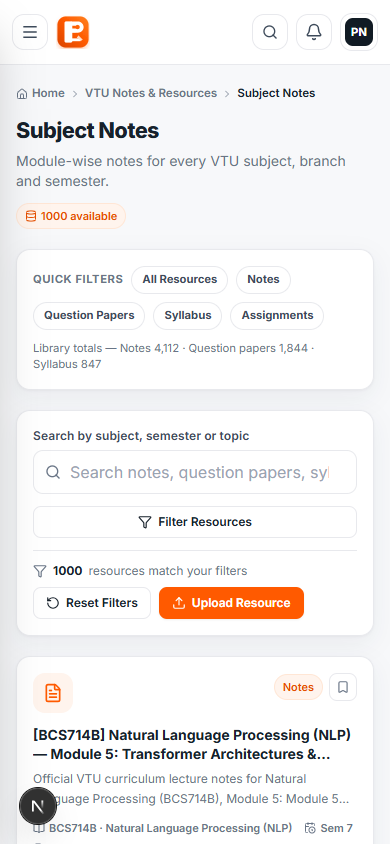 PN
Home > VTU Notes & Resources > Subject Notes
Subject Notes
Module-wise notes for every VTU subject, branch
and semester.
1000 available
QUICK FILTERS All Resources Notes
Question Papers Syllabus Assignments
Library totals — Notes 4,112 · Question papers 1,844 ·
Syllabus 847
Search by subject, semester or topic
Search notes, question papers, syl
Filter Resources
1000 resources match your filters
Reset Filters Upload Resource
Notes
[BCS714B] Natural Language Processing (NLP)
— Module 5: Transformer Architectures &...
Official VTU curriculum lecture notes for Natural
guage Processing (BCS714B), Module 5: Module 5...
N
BCS714B · Natural Language Processing (NLP) Sem 7